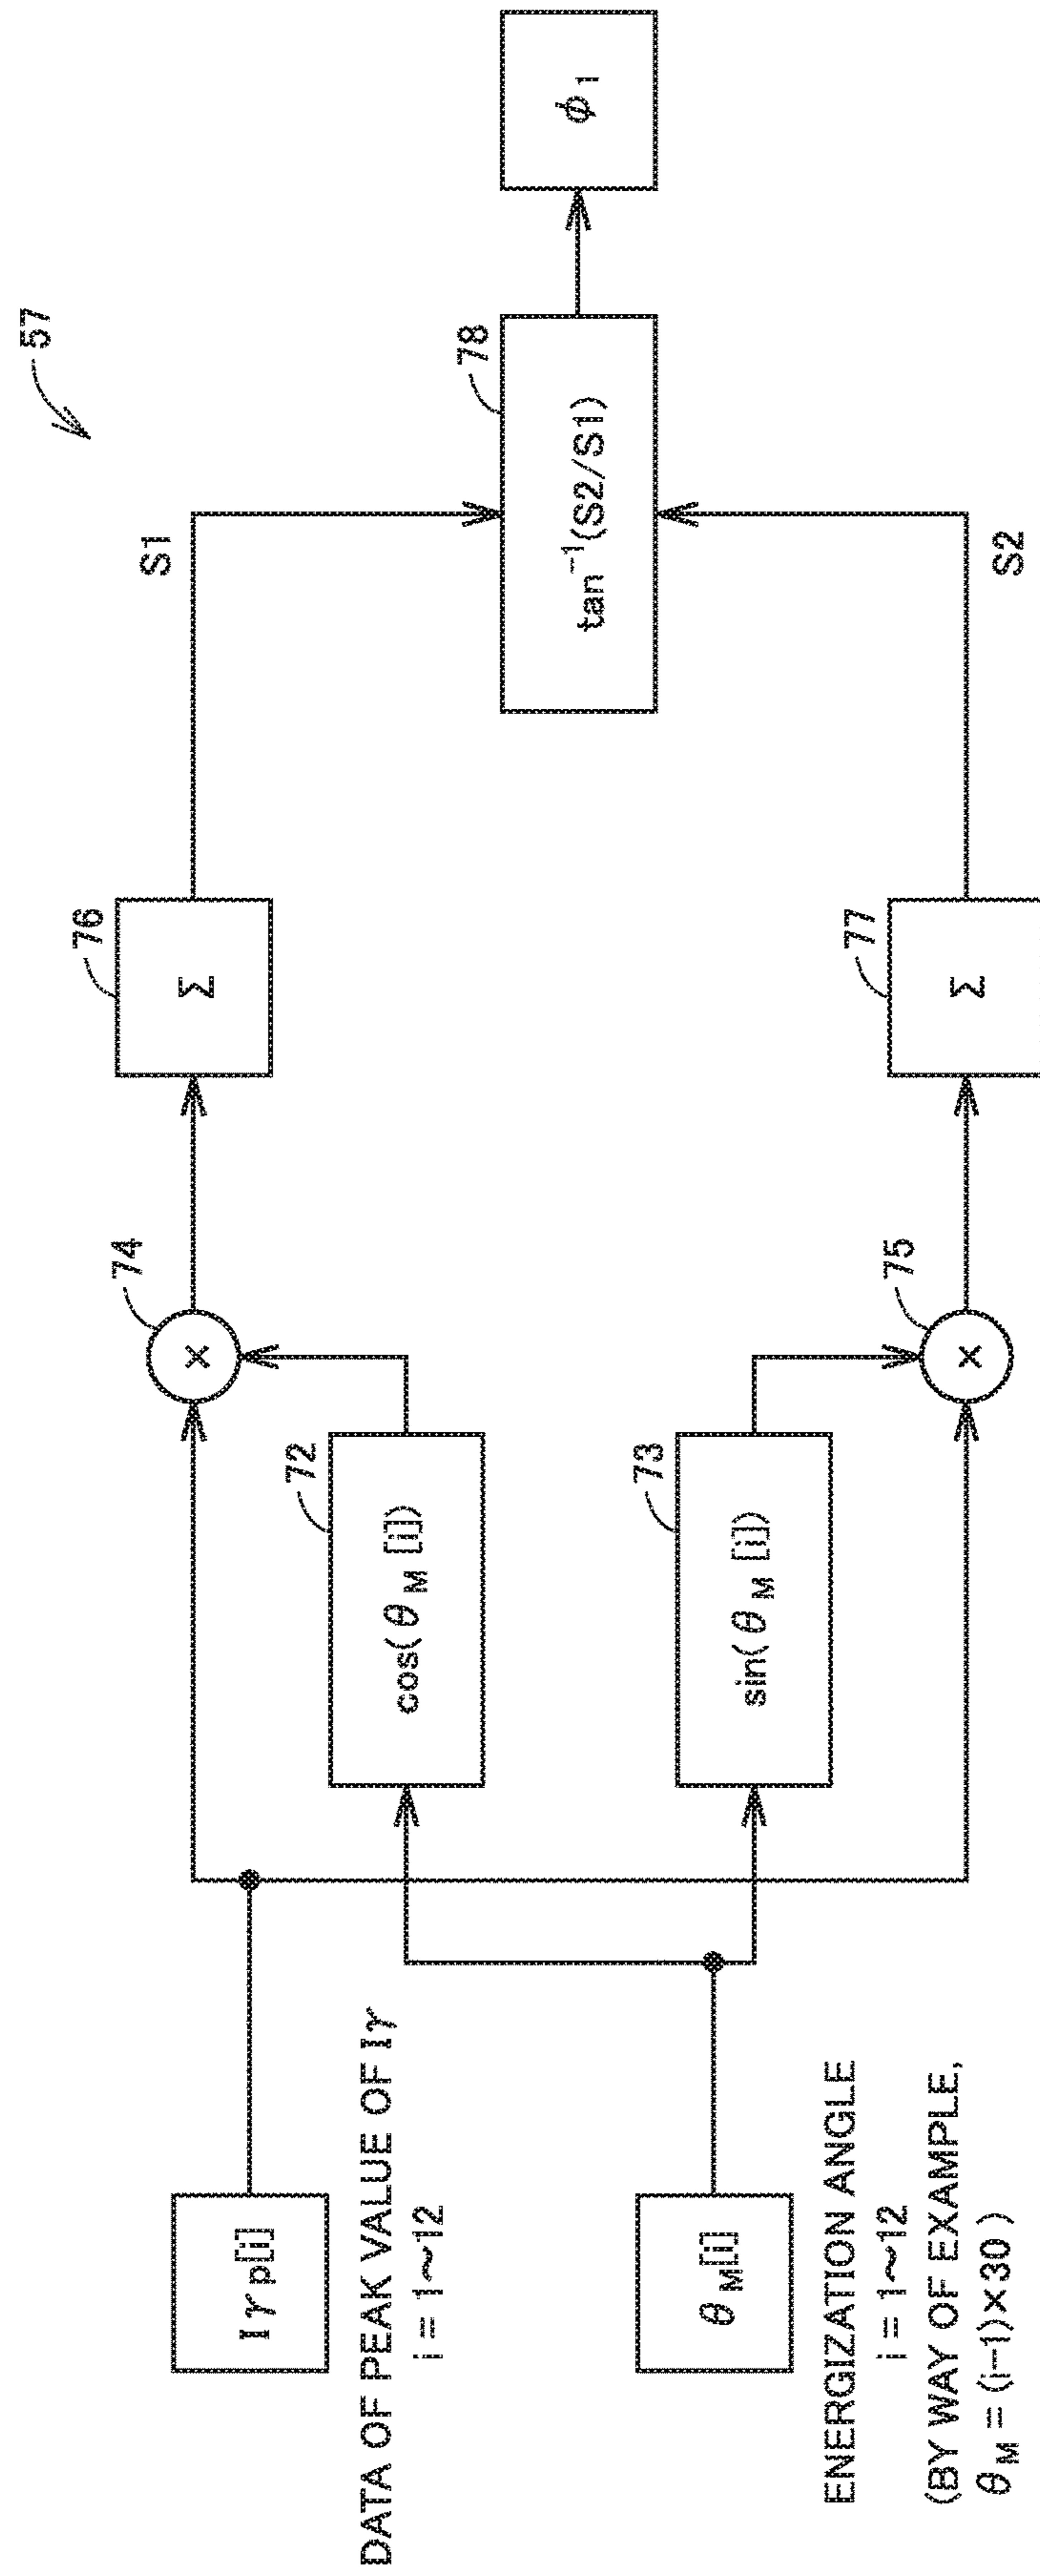 57
Iγp[i]
DATA OF PEAK VALUE OF Iγ
i = 1~12
θM[i]
ENERGIZATION ANGLE
i = 1~12
(BY WAY OF EXAMPLE,
θM = (i-1)×30 )
72
cos( θM [i])
73
sin( θM [i])
74
×
75
×
76
Σ
77
Σ
S1
S2
78
tan⁻¹(S2/S1)
ϕ1